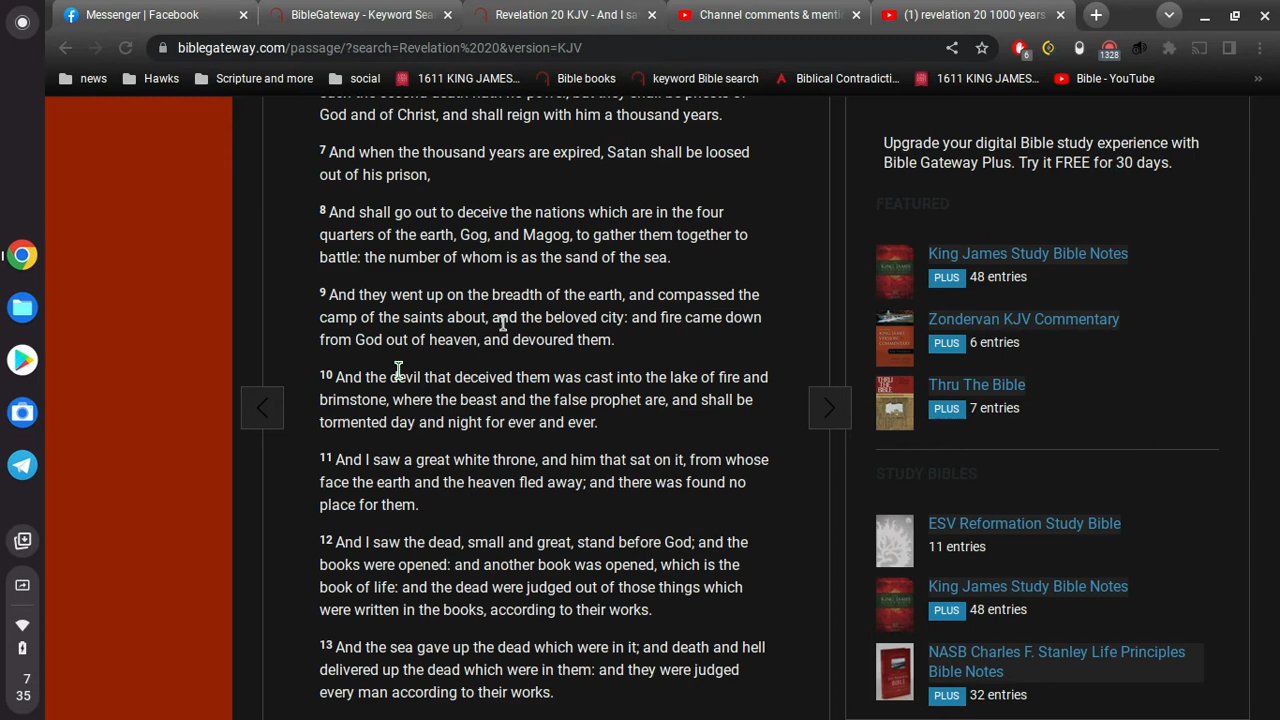 Messenger | Facebook
BibleGateway - Keyword Sea
Revelation 20 KJV - And I sa
Channel comments & menti
(1) revelation 20 1000 years
biblegateway.com/passage/?search=Revelation%2020&version=KJV
6
1328
news
Hawks
Scripture and more
social
1611 KING JAMES...
Bible books
keyword Bible search
Biblical Contradicti...
1611 KING JAMES...
Bible - YouTube
»
God and of Christ, and shall reign with him a thousand years.
7 And when the thousand years are expired, Satan shall be loosed
out of his prison,
8 And shall go out to deceive the nations which are in the four
quarters of the earth, Gog, and Magog, to gather them together to
battle: the number of whom is as the sand of the sea.
9 And they went up on the breadth of the earth, and compassed the
camp of the saints about, and the beloved city: and fire came down
from God out of heaven, and devoured them.
10 And the devil that deceived them was cast into the lake of fire and
brimstone, where the beast and the false prophet are, and shall be
tormented day and night for ever and ever.
11 And I saw a great white throne, and him that sat on it, from whose
face the earth and the heaven fled away; and there was found no
place for them.
12 And I saw the dead, small and great, stand before God; and the
books were opened: and another book was opened, which is the
book of life: and the dead were judged out of those things which
were written in the books, according to their works.
13 And the sea gave up the dead which were in it; and death and hell
delivered up the dead which were in them: and they were judged
every man according to their works.
Upgrade your digital Bible study experience with
Bible Gateway Plus. Try it FREE for 30 days.
FEATURED
King James Study Bible Notes
PLUS 48 entries
Zondervan KJV Commentary
PLUS 6 entries
Thru The Bible
PLUS 7 entries
STUDY BIBLES
ESV Reformation Study Bible
11 entries
King James Study Bible Notes
PLUS 48 entries
NASB Charles F. Stanley Life Principles
Bible Notes
PLUS 32 entries
7
35